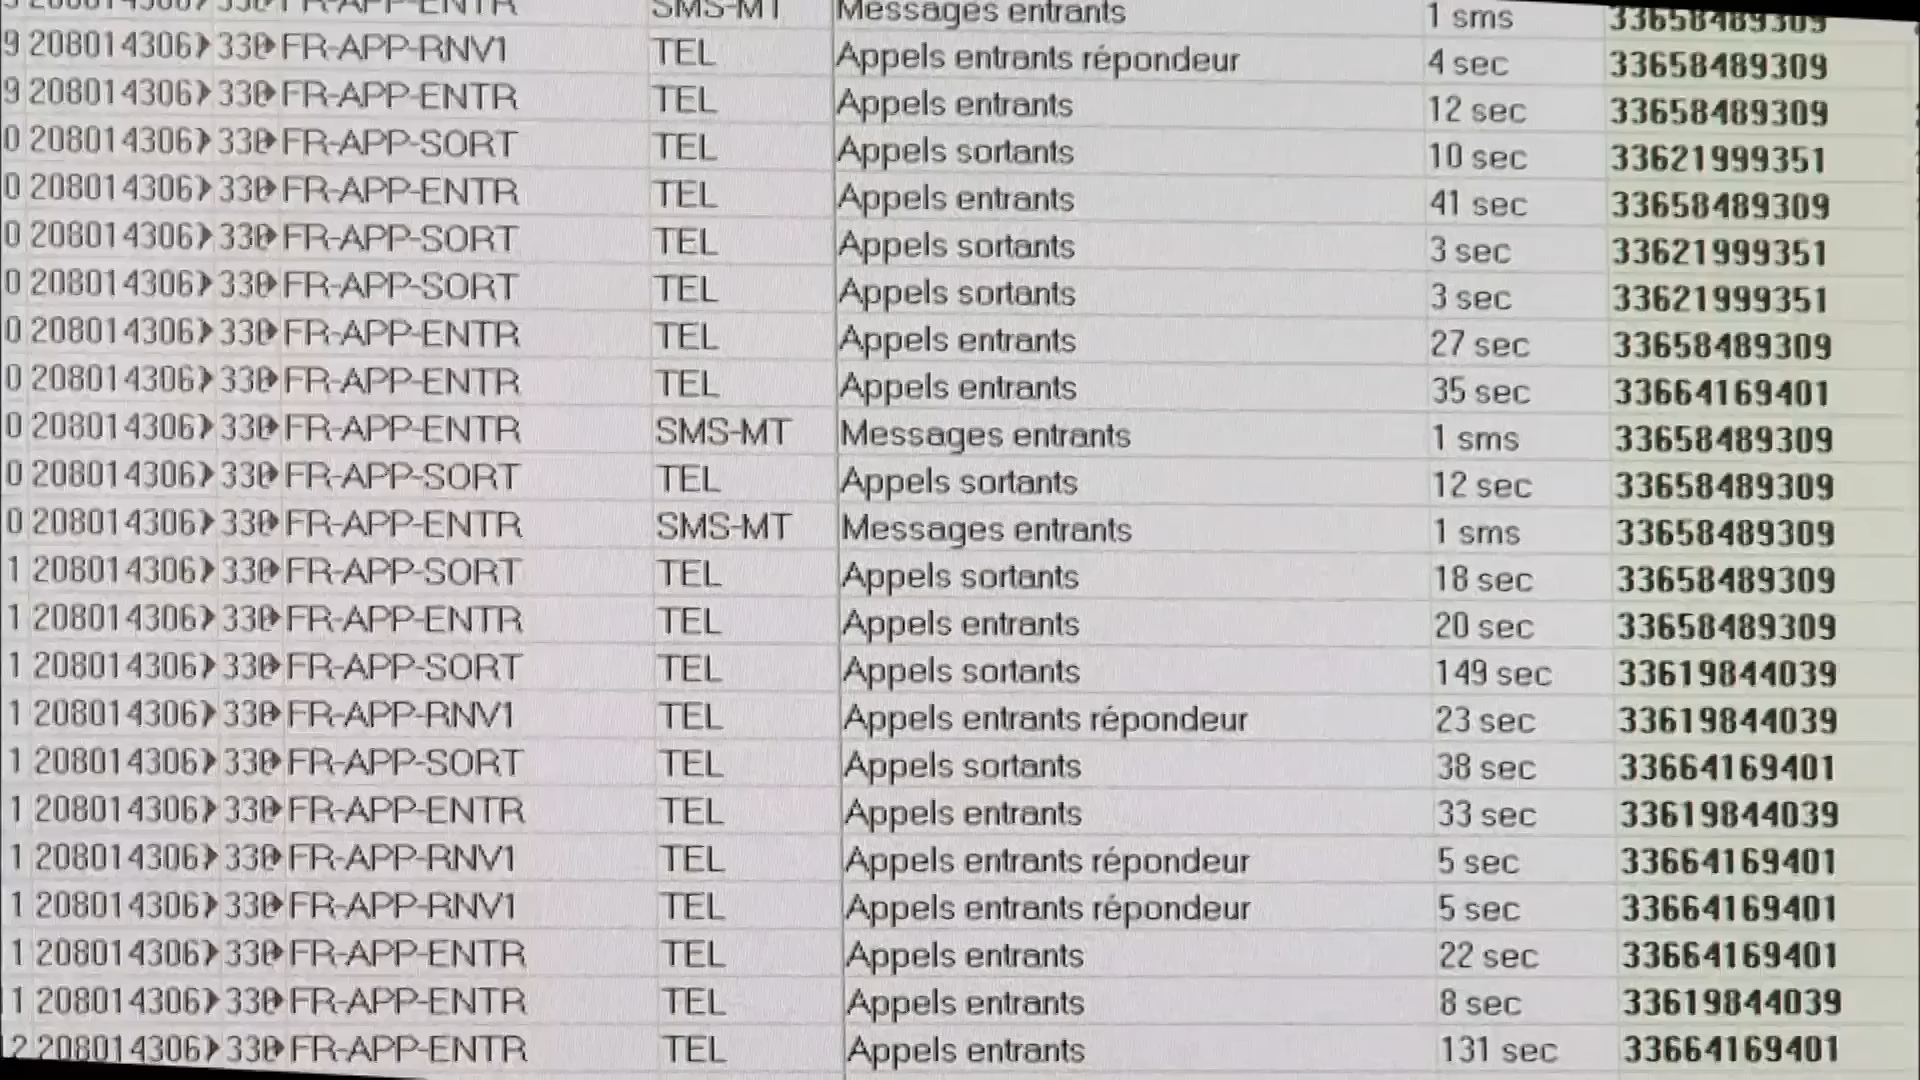 FR-APP-ENTR SMS-MT Messages entrants 1 sms 33658489309
9 208014306 330 FR-APP-RNV1 TEL Appels entrants répondeur 4 sec 33658489309
9 208014306 330 FR-APP-ENTR TEL Appels entrants 12 sec 33658489309
0 208014306 330 FR-APP-SORT TEL Appels sortants 10 sec 33621999351
0 208014306 330 FR-APP-ENTR TEL Appels entrants 41 sec 33658489309
0 208014306 330 FR-APP-SORT TEL Appels sortants 3 sec 33621999351
0 208014306 330 FR-APP-SORT TEL Appels sortants 3 sec 33621999351
0 208014306 330 FR-APP-ENTR TEL Appels entrants 27 sec 33658489309
0 208014306 330 FR-APP-ENTR TEL Appels entrants 35 sec 33664169401
0 208014306 330 FR-APP-ENTR SMS-MT Messages entrants 1 sms 33658489309
0 208014306 330 FR-APP-SORT TEL Appels sortants 12 sec 33658489309
0 208014306 330 FR-APP-ENTR SMS-MT Messages entrants 1 sms 33658489309
1 208014306 330 FR-APP-SORT TEL Appels sortants 18 sec 33658489309
1 208014306 330 FR-APP-ENTR TEL Appels entrants 20 sec 33658489309
1 208014306 330 FR-APP-SORT TEL Appels sortants 149 sec 33619844039
1 208014306 330 FR-APP-RNV1 TEL Appels entrants répondeur 23 sec 33619844039
1 208014306 330 FR-APP-SORT TEL Appels sortants 38 sec 33664169401
1 208014306 330 FR-APP-ENTR TEL Appels entrants 33 sec 33619844039
1 208014306 330 FR-APP-RNV1 TEL Appels entrants répondeur 5 sec 33664169401
1 208014306 330 FR-APP-RNV1 TEL Appels entrants répondeur 5 sec 33664169401
1 208014306 330 FR-APP-ENTR TEL Appels entrants 22 sec 33664169401
1 208014306 330 FR-APP-ENTR TEL Appels entrants 8 sec 33619844039
2 208014306 330 FR-APP-ENTR TEL Appels entrants 131 sec 33664169401